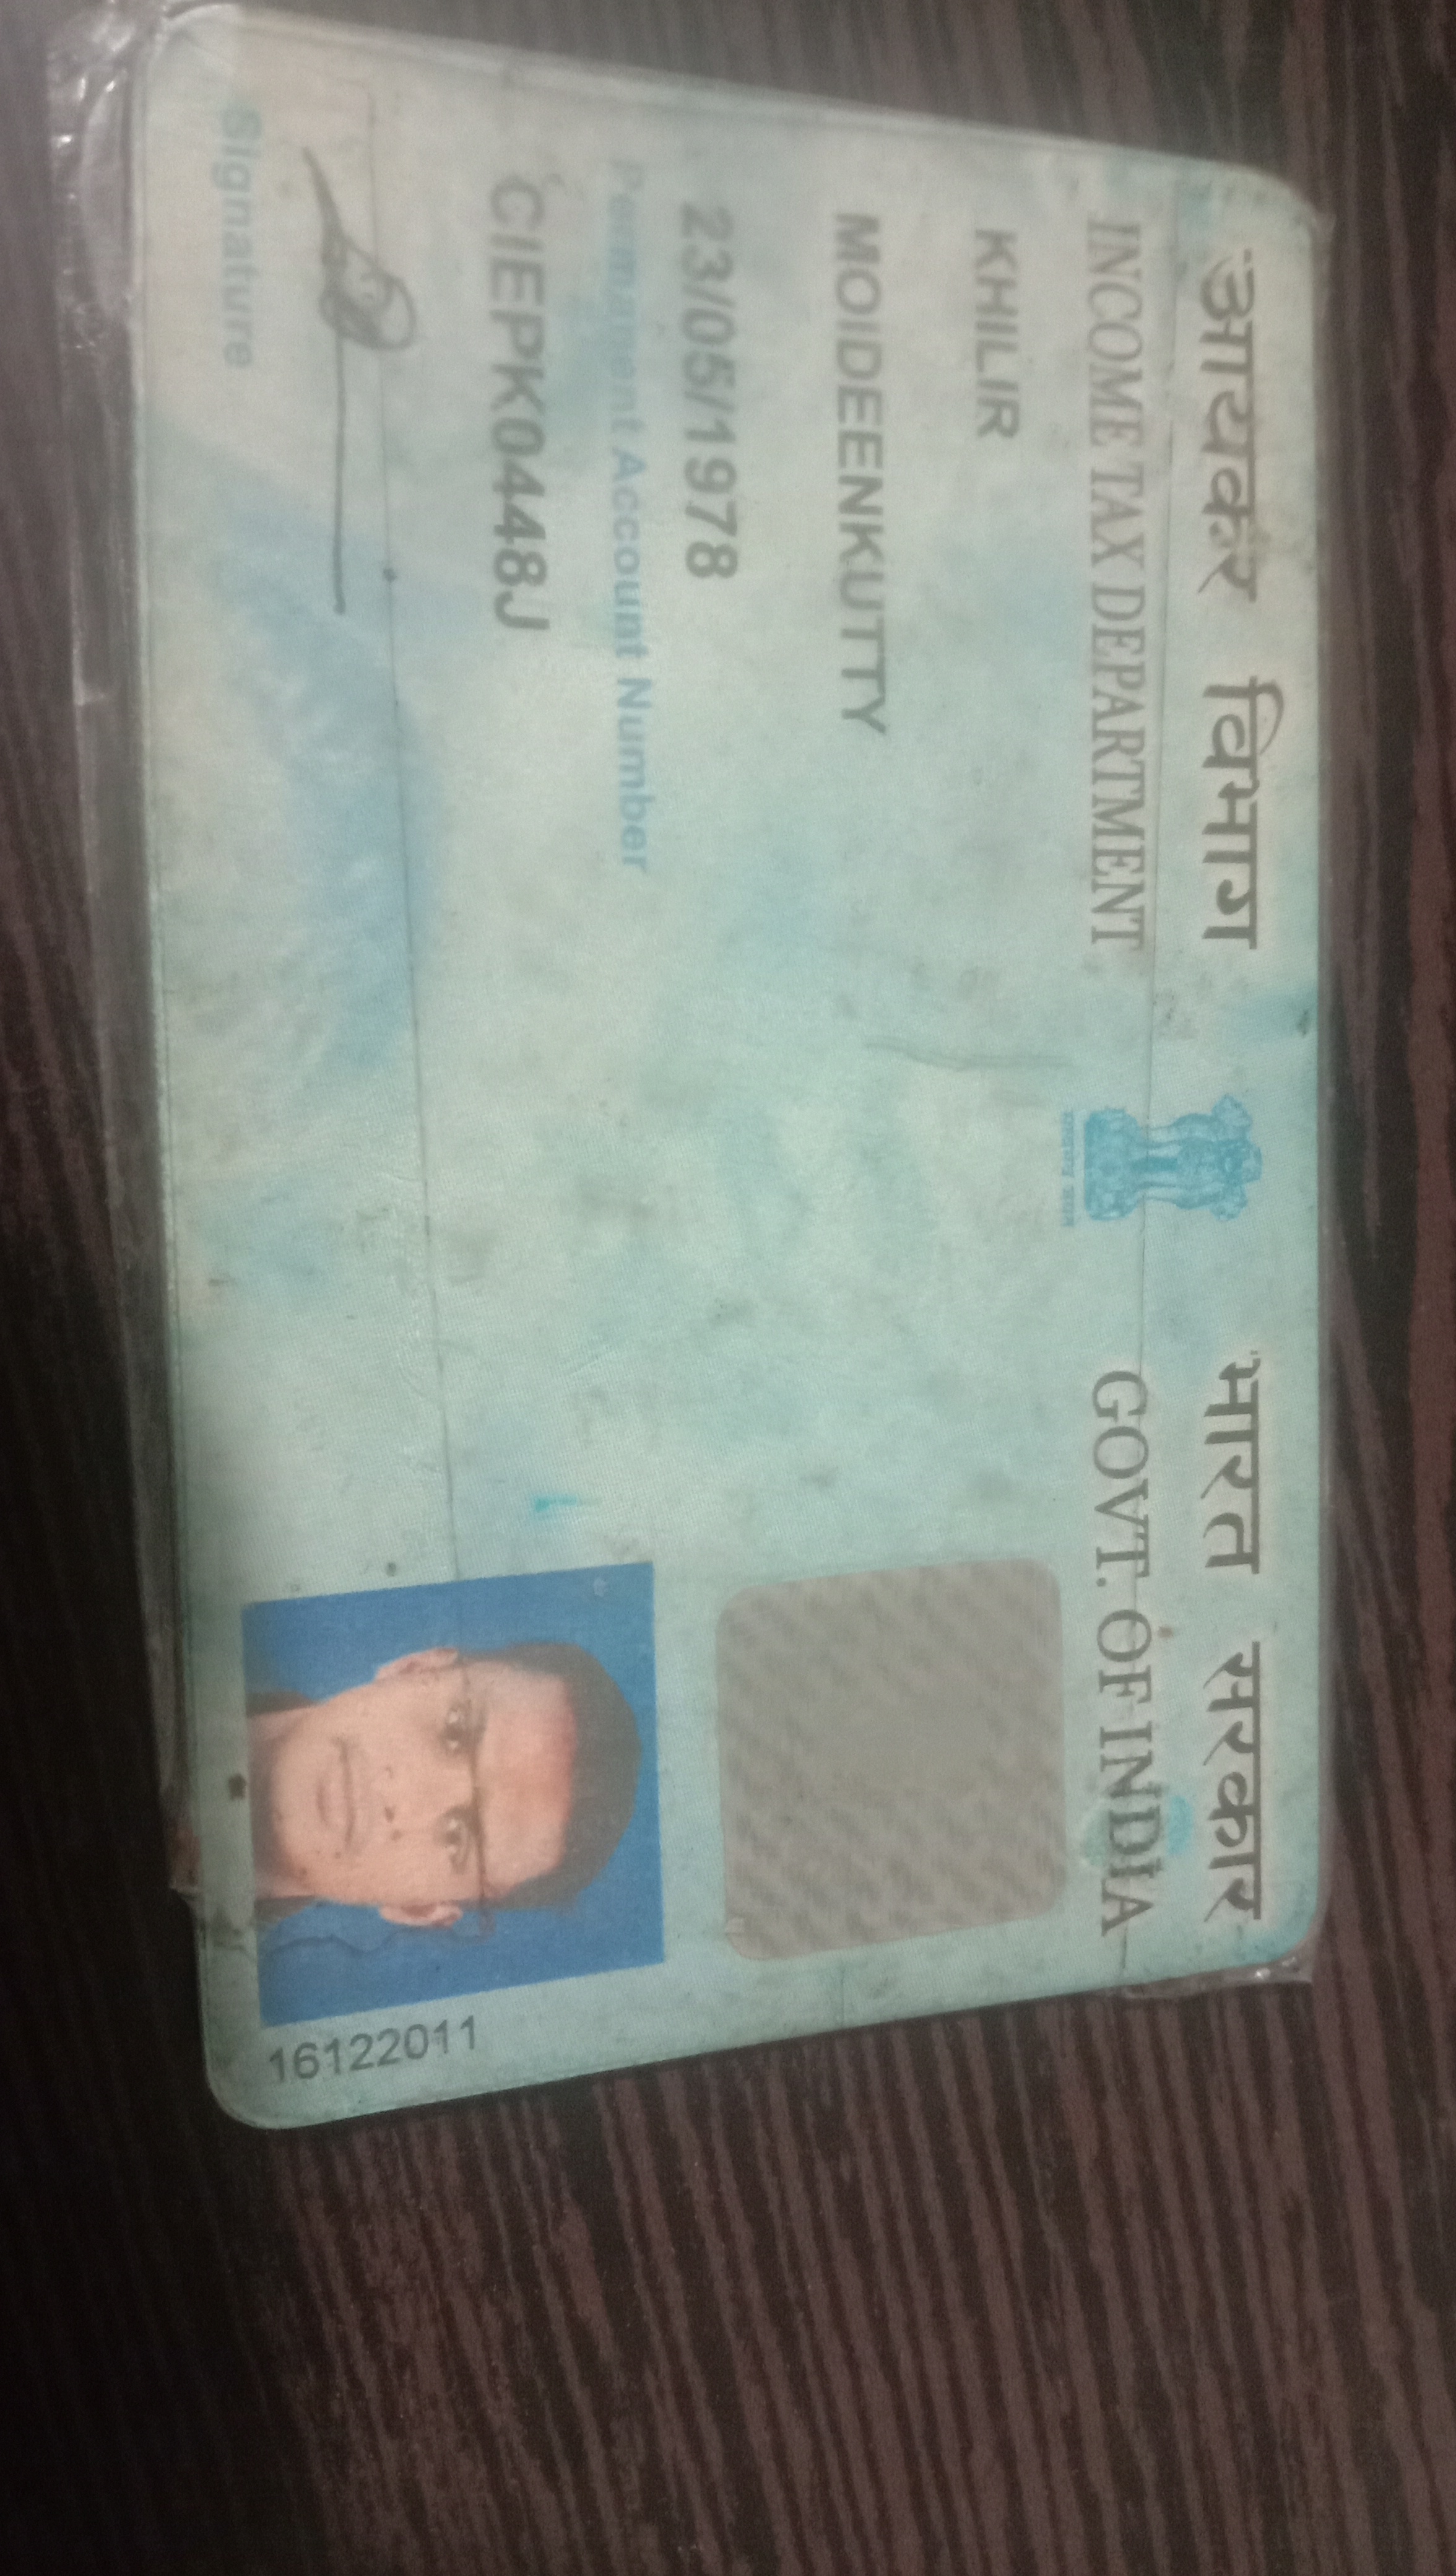 आयकर विभाग
INCOME TAX DEPARTMENT
भारत सरकार
GOVT. OF INDIA
KHILIR
MOIDEENKUTTY
23/05/1978
Permanent Account Number
CIEPK0448J
Signature
16122011